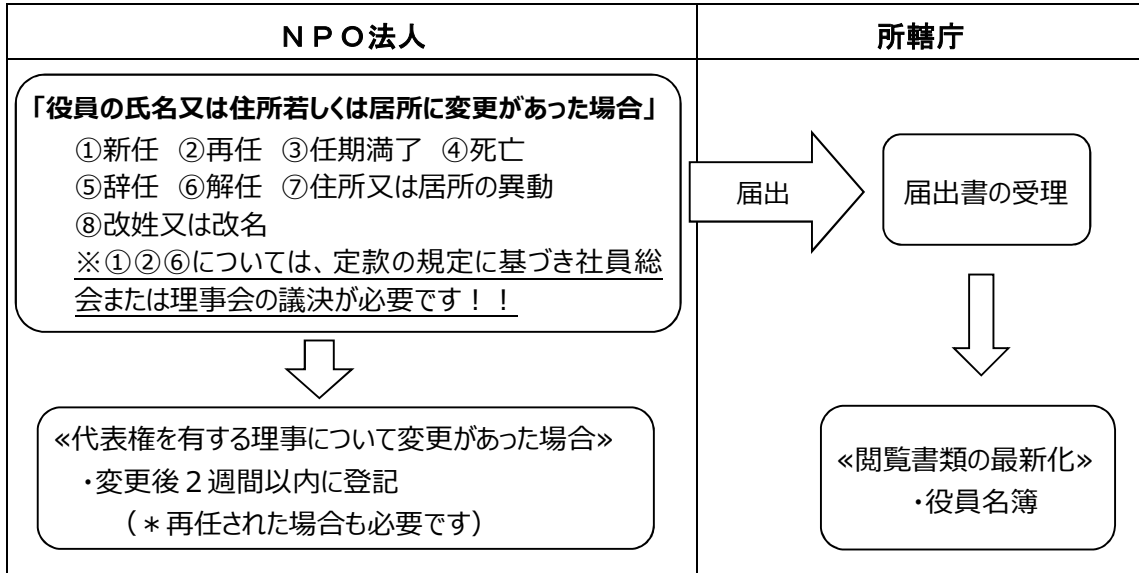 ＮＰＯ法人
所轄庁
「役員の氏名又は住所若しくは居所に変更があった場合」
①新任 ②再任 ③任期満了 ④死亡
⑤辞任 ⑥解任 ⑦住所又は居所の異動
⑧改姓又は改名
※①②⑥については、定款の規定に基づき社員総
会または理事会の議決が必要です！！
届出
届出書の受理
≪代表権を有する理事について変更があった場合≫
・変更後２週間以内に登記
（＊再任された場合も必要です）
≪閲覧書類の最新化≫
・役員名簿